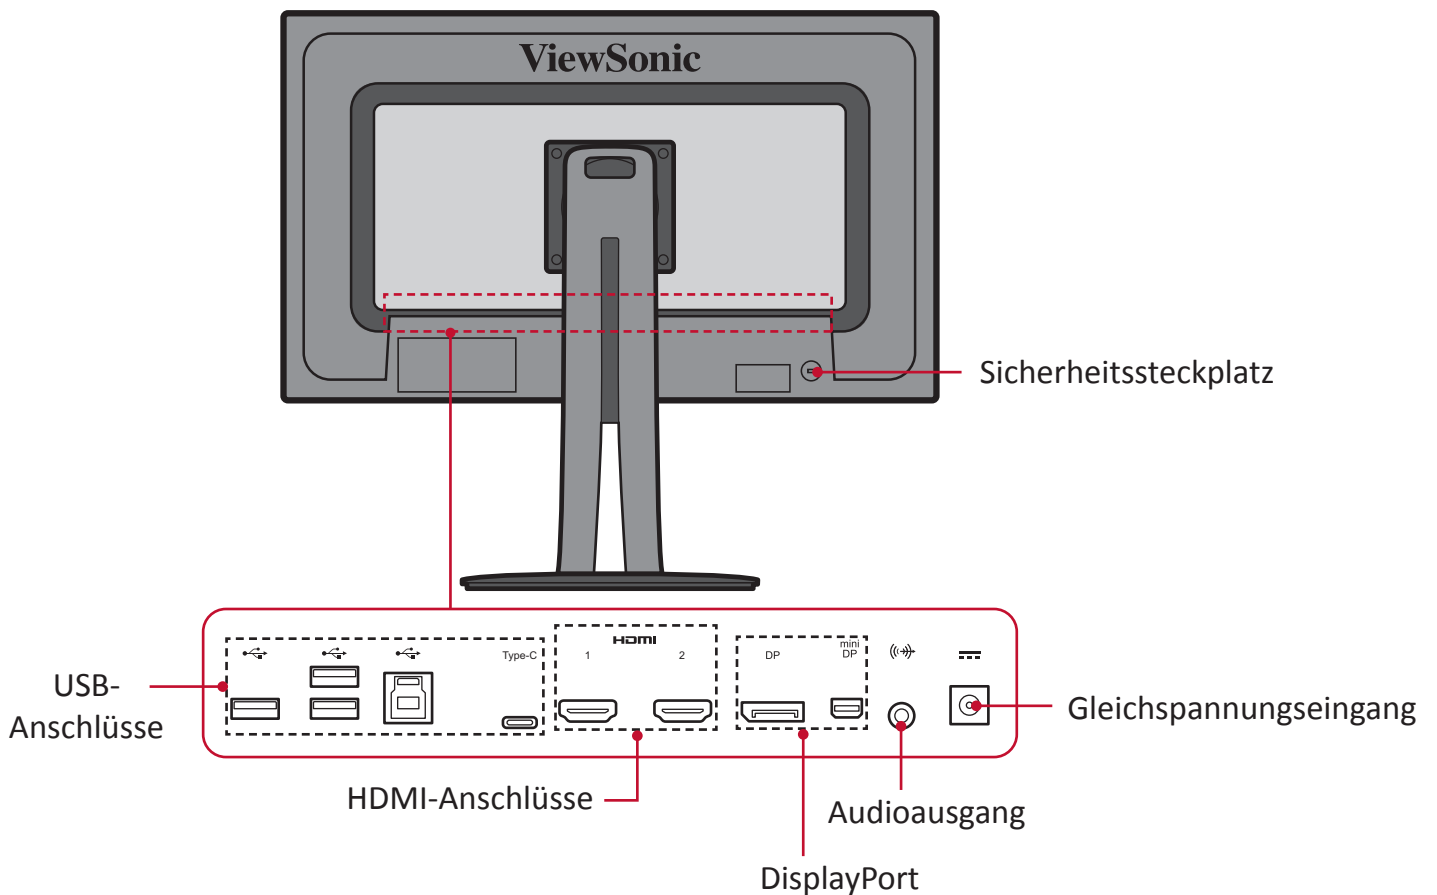 ViewSonic
Sicherheitssteckplatz
HDMI
Type-C
1
2
DP
mini
DP
USB-
Anschlüsse
Gleichspannungseingang
HDMI-Anschlüsse
Audioausgang
DisplayPort